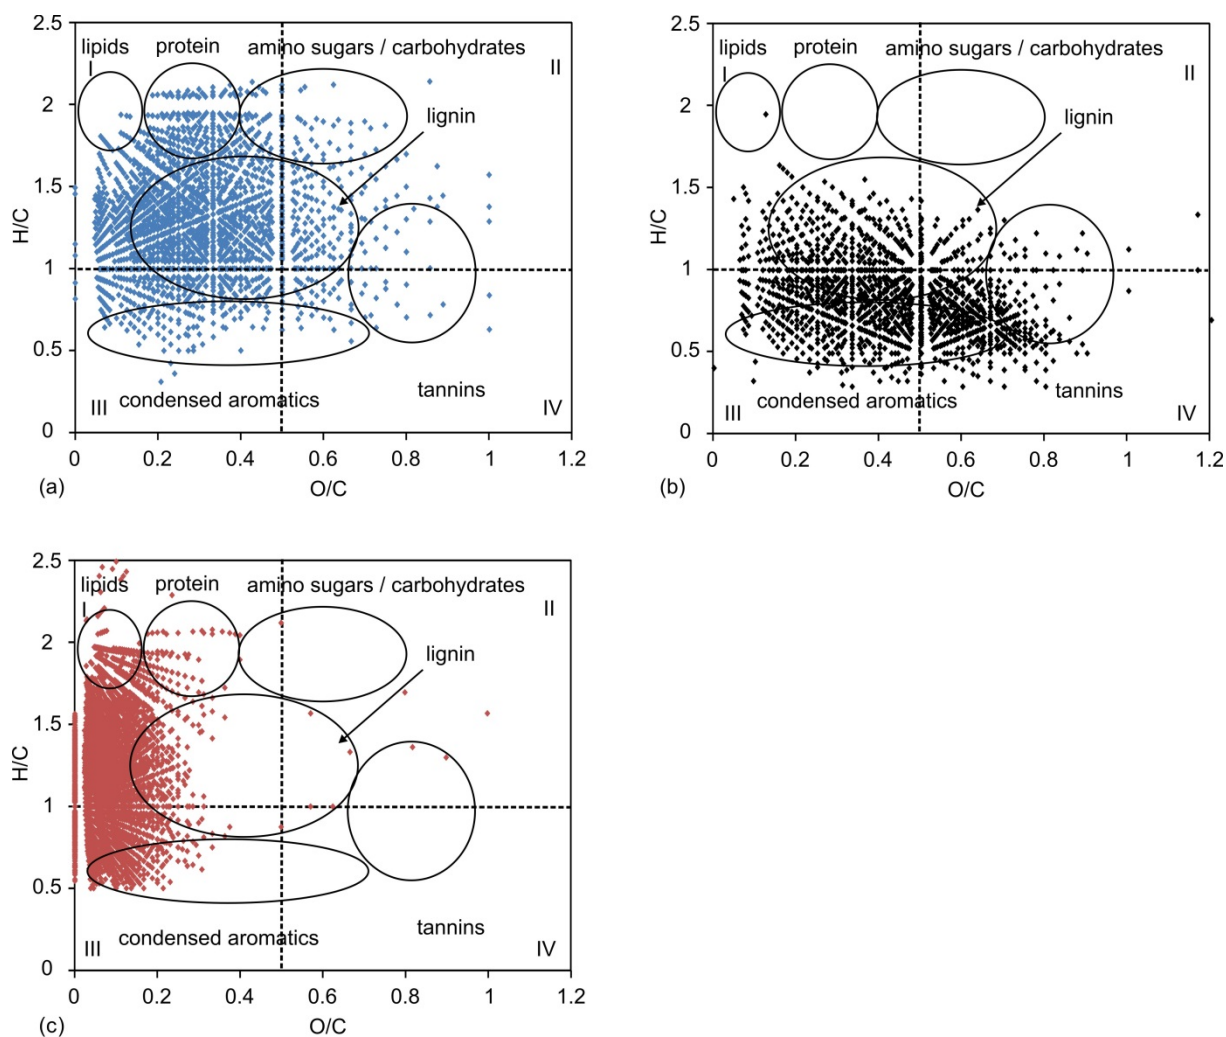 2.5
lipids protein amino sugars / carbohydrates
I II
2
lignin
1.5
H/C
1
0.5
III condensed aromatics tannins IV
0
0 0.2 0.4 0.6 0.8 1 1.2
(a) O/C
2.5
lipids protein amino sugars / carbohydrates
I II
2
lignin
1.5
H/C
1
0.5
III condensed aromatics tannins IV
0
0 0.2 0.4 0.6 0.8 1 1.2
(b) O/C
2.5
lipids protein amino sugars / carbohydrates
I II
2
lignin
1.5
H/C
1
0.5
III condensed aromatics tannins IV
0
0 0.2 0.4 0.6 0.8 1 1.2
(c) O/C